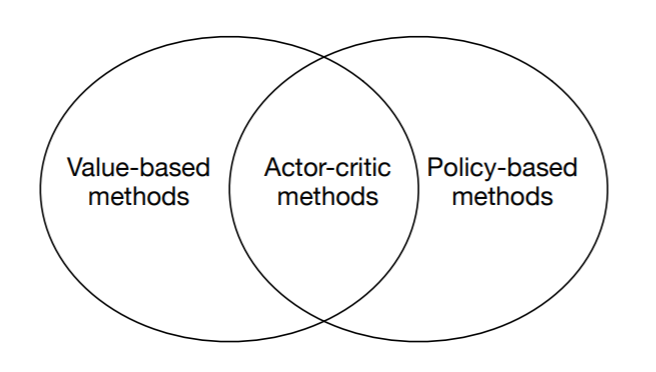 Value-based
methods
Actor-critic
methods
Policy-based
methods